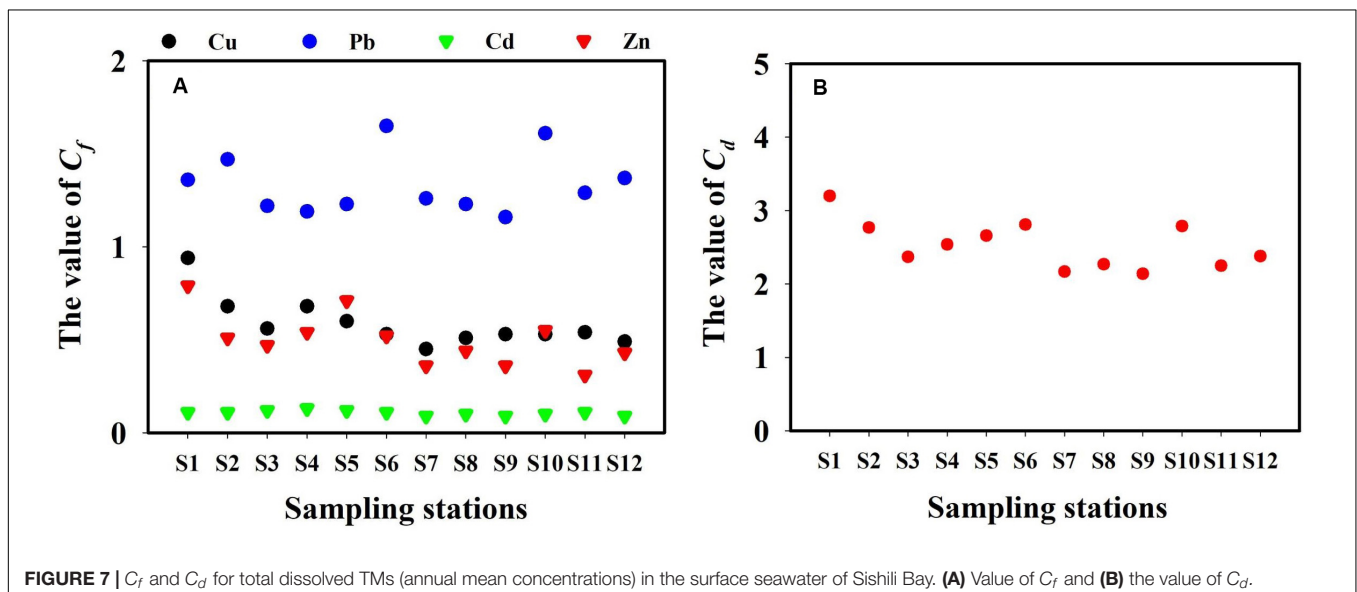 Cu Pb Cd Zn
A
The value of Cf
2
1
0
S1 S2 S3 S4 S5 S6 S7 S8 S9 S10 S11 S12
Sampling stations
B
The value of Cd
5
4
3
2
1
0
S1 S2 S3 S4 S5 S6 S7 S8 S9 S10 S11 S12
Sampling stations
FIGURE 7 | Cf and Cd for total dissolved TMs (annual mean concentrations) in the surface seawater of Sishili Bay. (A) Value of Cf and (B) the value of Cd.